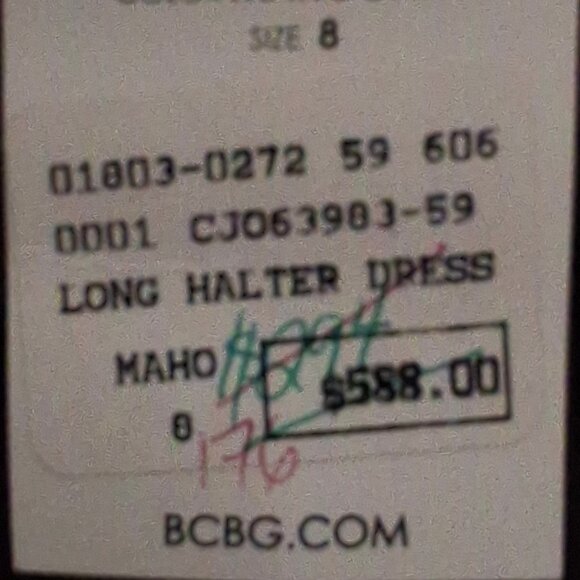 SIZE 8
01803-0272 59 606
0001 CJ063983-59
LONG HALTER DRESS
$294
MAHO $588.00
8 176
BCBG.COM